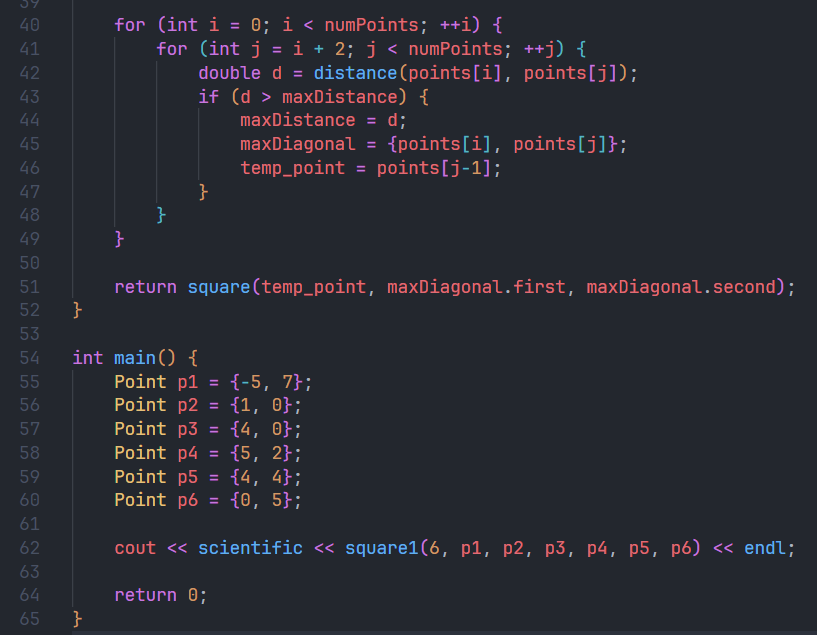 39
40 for (int i = 0; i < numPoints; ++i) {
41 for (int j = i + 2; j < numPoints; ++j) {
42 double d = distance(points[i], points[j]);
43 if (d > maxDistance) {
44 maxDistance = d;
45 maxDiagonal = {points[i], points[j]};
46 temp_point = points[j-1];
47 }
48 }
49 }
50
51 return square(temp_point, maxDiagonal.first, maxDiagonal.second);
52 }
53
54 int main() {
55 Point p1 = {-5, 7};
56 Point p2 = {1, 0};
57 Point p3 = {4, 0};
58 Point p4 = {5, 2};
59 Point p5 = {4, 4};
60 Point p6 = {0, 5};
61
62 cout << scientific << square1(6, p1, p2, p3, p4, p5, p6) << endl;
63
64 return 0;
65 }